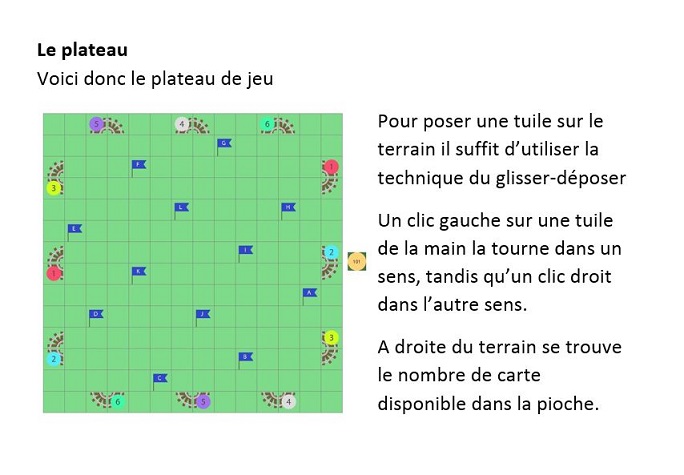 Le plateau
Voici donc le plateau de jeu
5
4
6
G
F
1
3
L
H
E
I
2
1
K
101
A
D
J
3
2
B
C
6
5
4
Pour poser une tuile sur le
terrain il suffit d’utiliser la
technique du glisser-déposer
Un clic gauche sur une tuile
de la main la tourne dans un
sens, tandis qu’un clic droit
dans l’autre sens.
A droite du terrain se trouve
le nombre de carte
disponible dans la pioche.